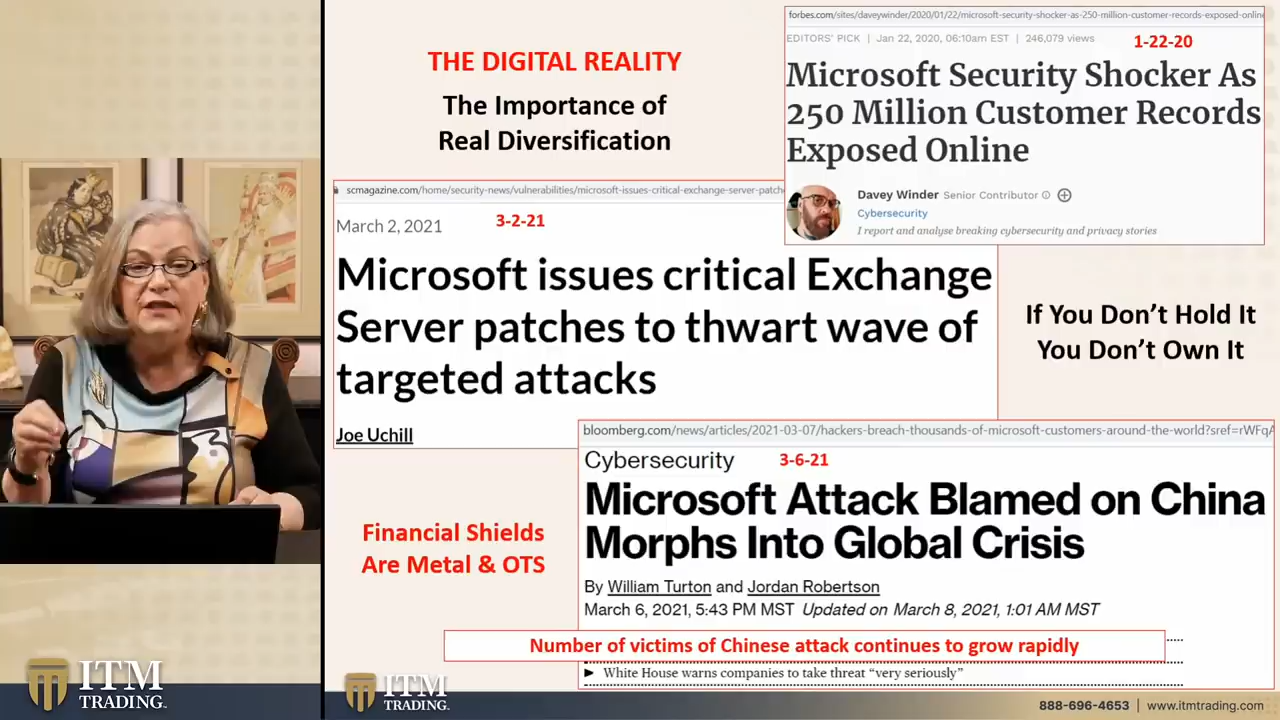 THE DIGITAL REALITY
The Importance of
Real Diversification
forbes.com/sites/daveywinder/2020/01/22/microsoft-security-shocker-as-250-million-customer-records-exposed-online
EDITORS' PICK | Jan 22, 2020, 06:10am EST | 246,079 views
1-22-20
Microsoft Security Shocker As
250 Million Customer Records
Exposed Online
Davey Winder Senior Contributor
Cybersecurity
I report and analyse breaking cybersecurity and privacy stories
scmagazine.com/home/security-news/vulnerabilities/microsoft-issues-critical-exchange-server-patche
March 2, 2021
3-2-21
Microsoft issues critical Exchange
Server patches to thwart wave of
targeted attacks
Joe Uchill
If You Don't Hold It
You Don't Own It
bloomberg.com/news/articles/2021-03-07/hackers-breach-thousands-of-microsoft-customers-around-the-world?sref=rWFqA
Cybersecurity
3-6-21
Microsoft Attack Blamed on China
Morphs Into Global Crisis
By William Turton and Jordan Robertson
March 6, 2021, 5:43 PM MST Updated on March 8, 2021, 1:01 AM MST
Financial Shields
Are Metal & OTS
Number of victims of Chinese attack continues to grow rapidly
► White House warns companies to take threat “very seriously”
ITM
TRADING
ITM
TRADING
888-696-4653 | www.itmtrading.com